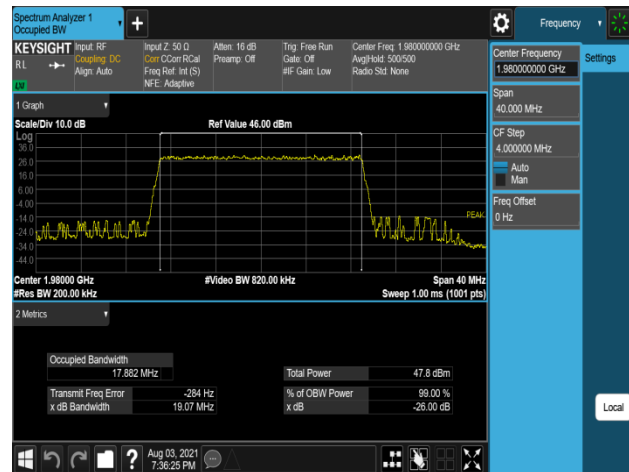 Spectrum Analyzer 1
Occupied BW
Frequency
KEYSIGHT
RL
Input: RF
Coupling: DC
Align: Auto
Input Z: 50 Ω
Corr CCorr RCal
Freq Ref: Int (S)
NFE: Adaptive
Atten: 16 dB
Preamp: Off
Trig: Free Run
Gate: Off
#IF Gain: Low
Center Freq: 1.980000000 GHz
Avg|Hold: 500/500
Radio Std: None
Center Frequency
1.980000000 GHz
Settings
Span
40.000 MHz
CF Step
4.000000 MHz
Auto
Man
Freq Offset
0 Hz
1 Graph
Scale/Div 10.0 dB
Ref Value 46.00 dBm
Log
36.0
26.0
16.0
6.00
-4.00
-14.0
-24.0
-34.0
-44.0
PEAK
Center 1.98000 GHz
#Video BW 820.00 kHz
Span 40 MHz
#Res BW 200.00 kHz
Sweep 1.00 ms (1001 pts)
2 Metrics
Occupied Bandwidth
17.882 MHz
Total Power 47.8 dBm
Transmit Freq Error -284 Hz
% of OBW Power 99.00 %
x dB Bandwidth 19.07 MHz
x dB -26.00 dB
Local
Aug 03, 2021
7:36:25 PM